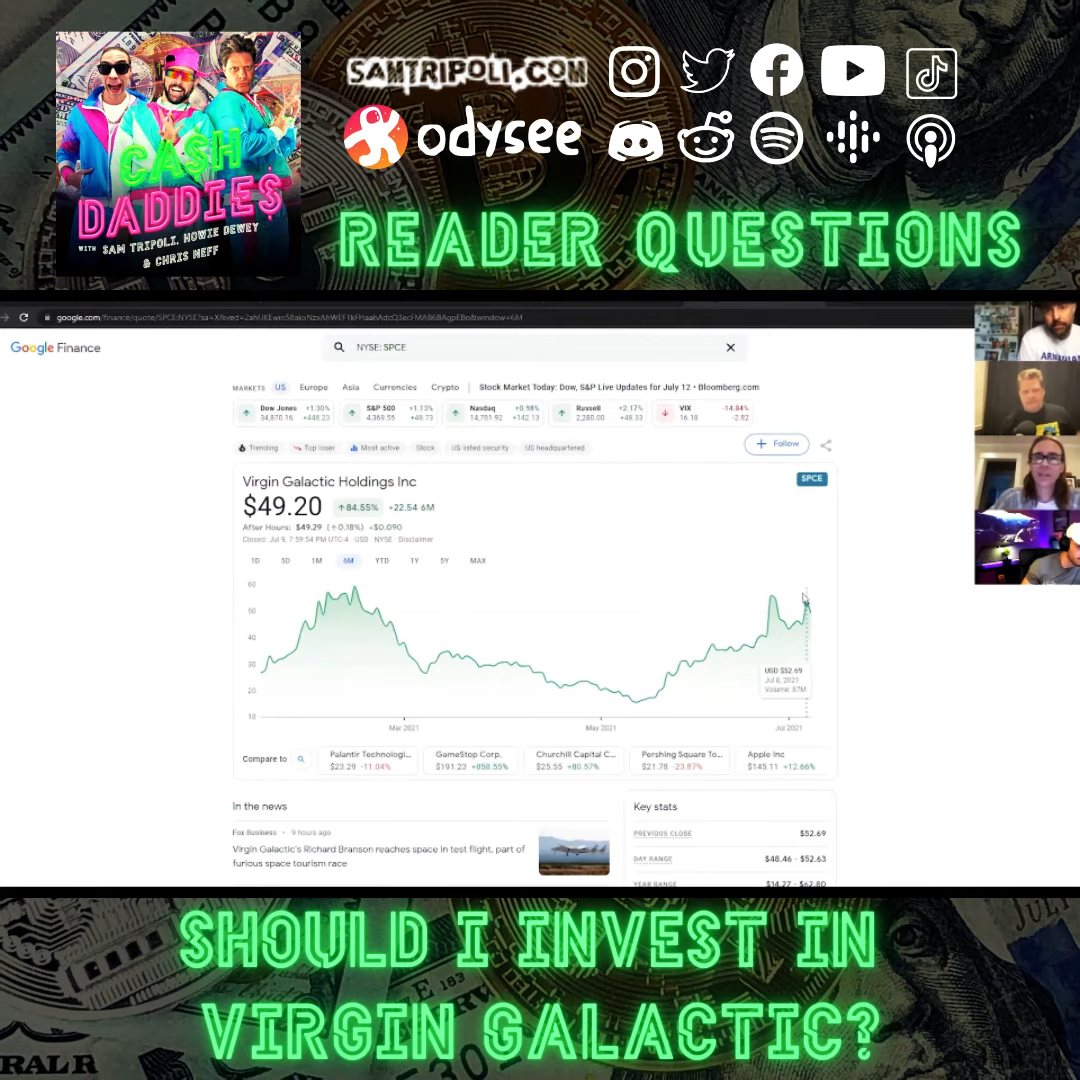 CA$H
DADDIE$
WITH SAM TRIPOLI, HOWIE DEWEY
& CHRIS NEFF
SAMTRIPOLI.COM
odysee
READER QUESTIONS
Google Finance
NYSE: SPCE
MARKETS US Europe Asia Currencies Crypto Stock Market Today: Dow, S&P Live Updates for July 12 • Bloomberg.com
Dow Jones +1.30% S&P 500 +1.13% Nasdaq +0.98% Russell +2.17% VIX -14.84%
34,870.16 +448.23 4,369.55 +48.73 14,701.92 +142.13 2,280.00 +48.33 16.18 -2.82
Trending Top loser Most active Stock US listed security US headquartered
Follow
Virgin Galactic Holdings Inc SPCE
$49.20 ↑84.55% +22.54 6M
After Hours: $49.29 (↑0.18%) +$0.090
Closed: Jul 9, 7:59:54 PM UTC-4 · USD · NYSE · Disclaimer
1D 5D 1M 6M YTD 1Y 5Y MAX
60
50
40
30
20
10
USD $52.69
Jul 8, 2021
Volume: 87M
Mar 2021 May 2021 Jul 2021
Compare to
Palantir Technologi... GameStop Corp. Churchill Capital C... Pershing Square To... Apple Inc
$23.29 -11.04% $191.23 +858.55% $25.55 +80.57% $21.78 -23.87% $145.11 +12.66%
In the news
Fox Business • 9 hours ago
Virgin Galactic's Richard Branson reaches space in test flight, part of
furious space tourism race
Key stats
PREVIOUS CLOSE $52.69
DAY RANGE $48.46 - $52.63
YEAR RANGE $14.27 - $62.80
SHOULD I INVEST IN
VIRGIN GALACTIC?